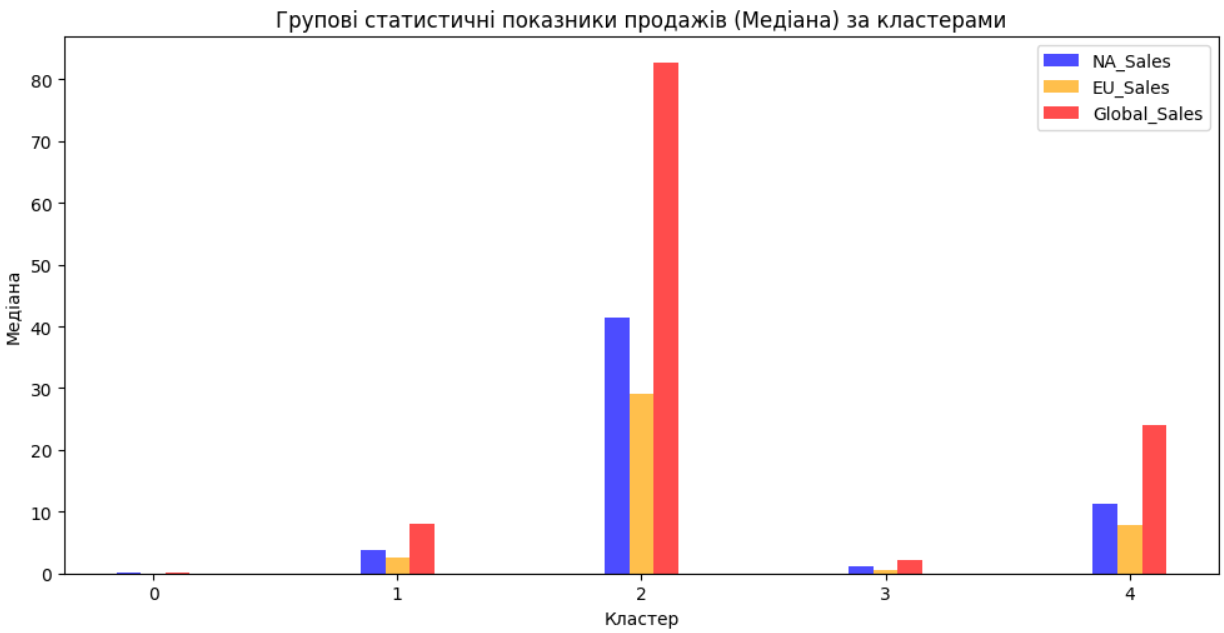 Групові статистичні показники продажів (Медіана) за кластерами
NA_Sales
EU_Sales
Global_Sales
Медіана
80
70
60
50
40
30
20
10
0
0 1 2 3 4
Кластер